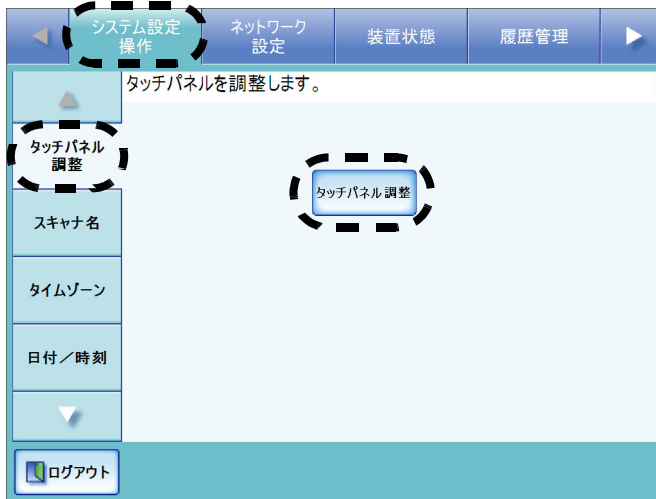 システム設定
操作
ネットワーク
設定
装置状態
履歴管理
タッチパネルを調整します。
タッチパネル
調整
タッチパネル調整
スキャナ名
タイムゾーン
日付／時刻
ログアウト